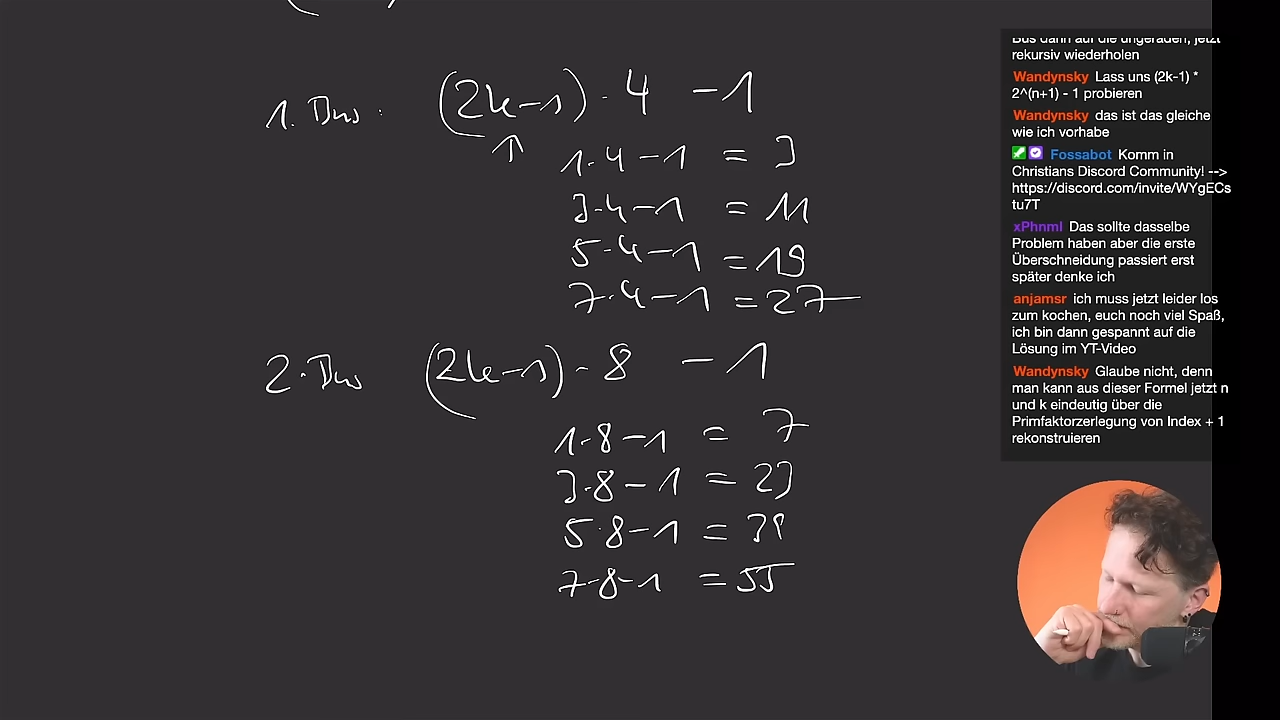 1. Bus: (2k-1) · 4 - 1
↑
1·4-1 = 3
3·4-1 = 11
5·4-1 = 19
7·4-1 = 27
2. Bus (2k-1) · 8 - 1
1·8-1 = 7
3·8-1 = 23
5·8-1 = 39
7·8-1 = 55
Bus dann auf die ungeraden, jetzt
rekursiv wiederholen
Wandynsky Lass uns (2k-1) *
2^(n+1) - 1 probieren
Wandynsky das ist das gleiche
wie ich vorhabe
Fossabot Komm in
Christians Discord Community! -->
https://discord.com/invite/WYgECs
tu7T
xPhnml Das sollte dasselbe
Problem haben aber die erste
Überschneidung passiert erst
später denke ich
anjamsr ich muss jetzt leider los
zum kochen, euch noch viel Spaß,
ich bin dann gespannt auf die
Lösung im YT-Video
Wandynsky Glaube nicht, denn
man kann aus dieser Formel jetzt n
und k eindeutig über die
Primfaktorzerlegung von Index + 1
rekonstruieren